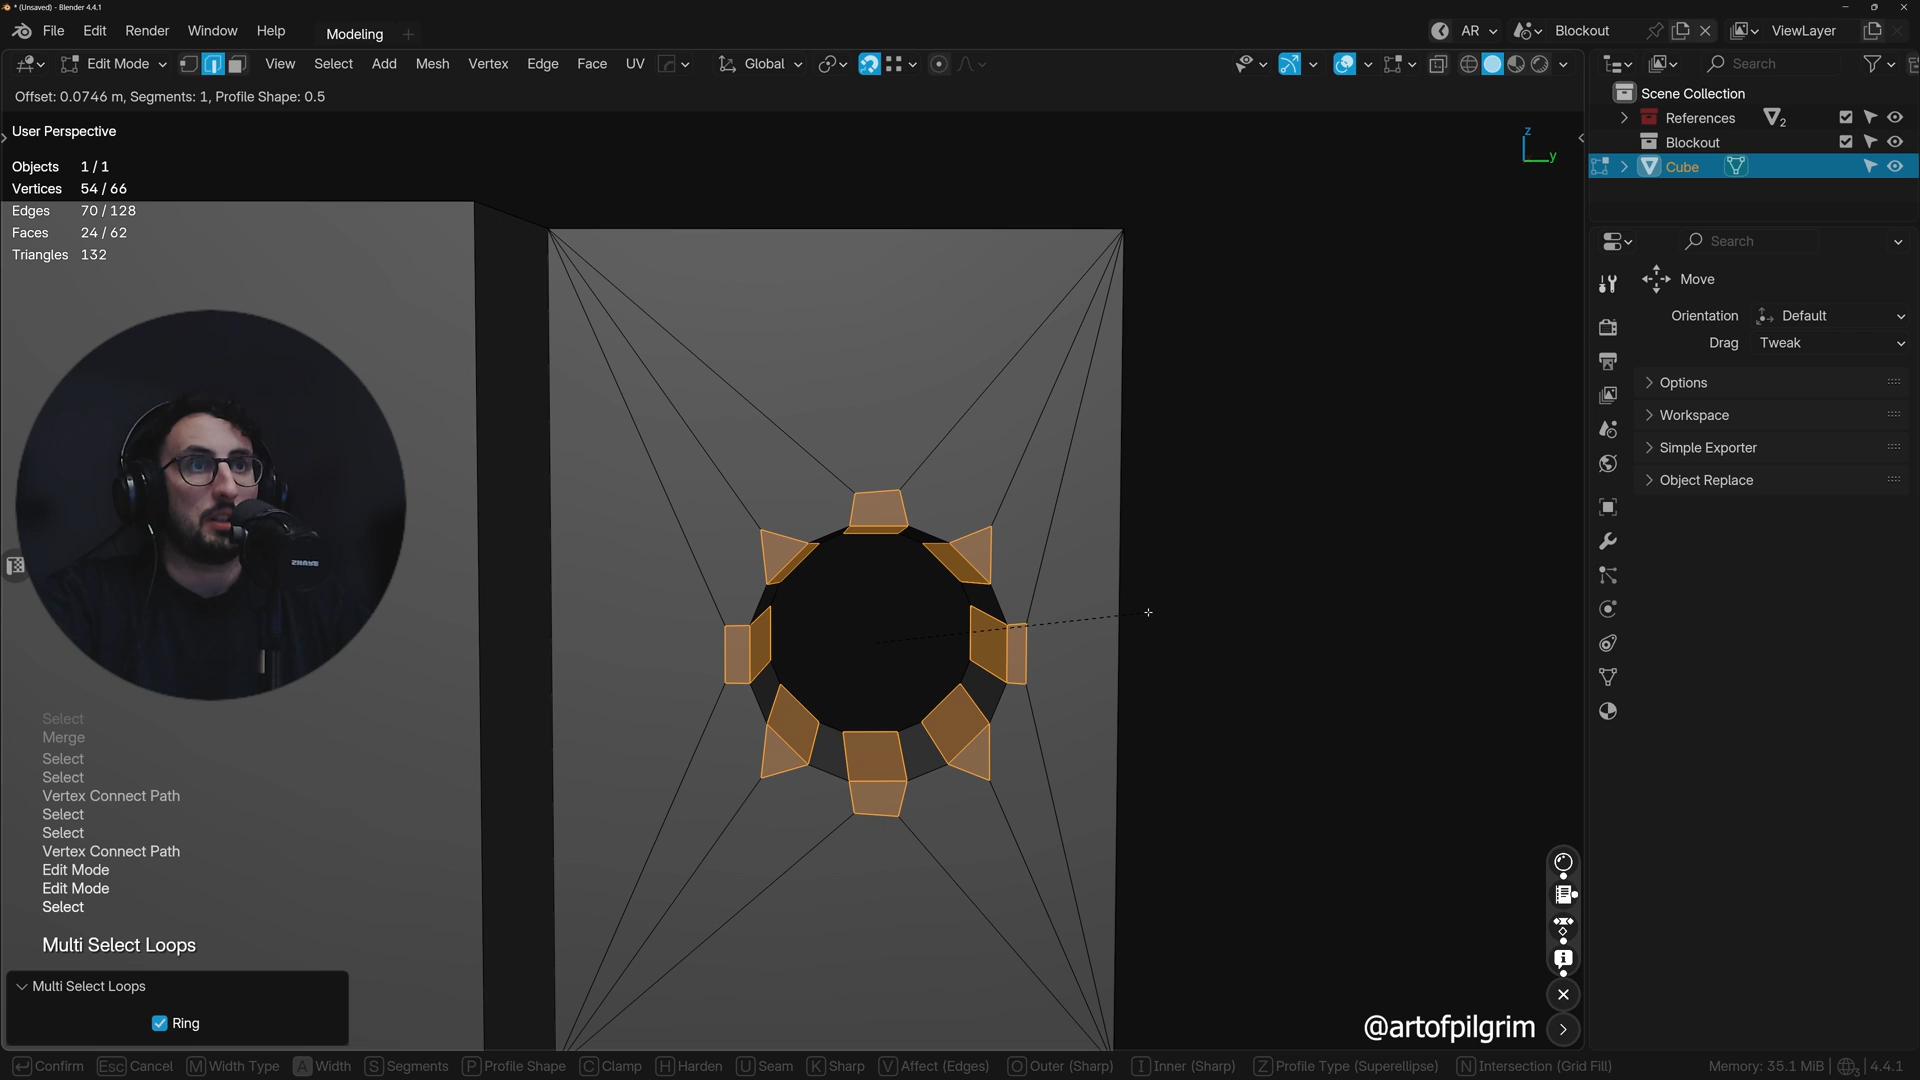 * (Unsaved) - Blender 4.4.1
File Edit Render Window Help Modeling AR Blockout ViewLayer
Edit Mode View Select Add Mesh Vertex Edge Face UV Global Search
Offset: 0.0746 m, Segments: 1, Profile Shape: 0.5
User Perspective
Objects 1 / 1
Vertices 54 / 66
Edges 70 / 128
Faces 24 / 62
Triangles 132
z
y
Scene Collection
References 2
Blockout
Cube
Search
Move
Orientation Default
Drag Tweak
Options
Workspace
Simple Exporter
Object Replace
SHURE
Select
Merge
Select
Select
Vertex Connect Path
Select
Select
Vertex Connect Path
Edit Mode
Edit Mode
Select
Multi Select Loops
Multi Select Loops
Ring
@artofpilgrim
Confirm Esc Cancel M Width Type A Width S Segments P Profile Shape C Clamp H Harden U Seam K Sharp V Affect (Edges) O Outer (Sharp) I Inner (Sharp) Z Profile Type (Superellipse) N Intersection (Grid Fill) Memory: 35.1 MiB 3 4.4.1